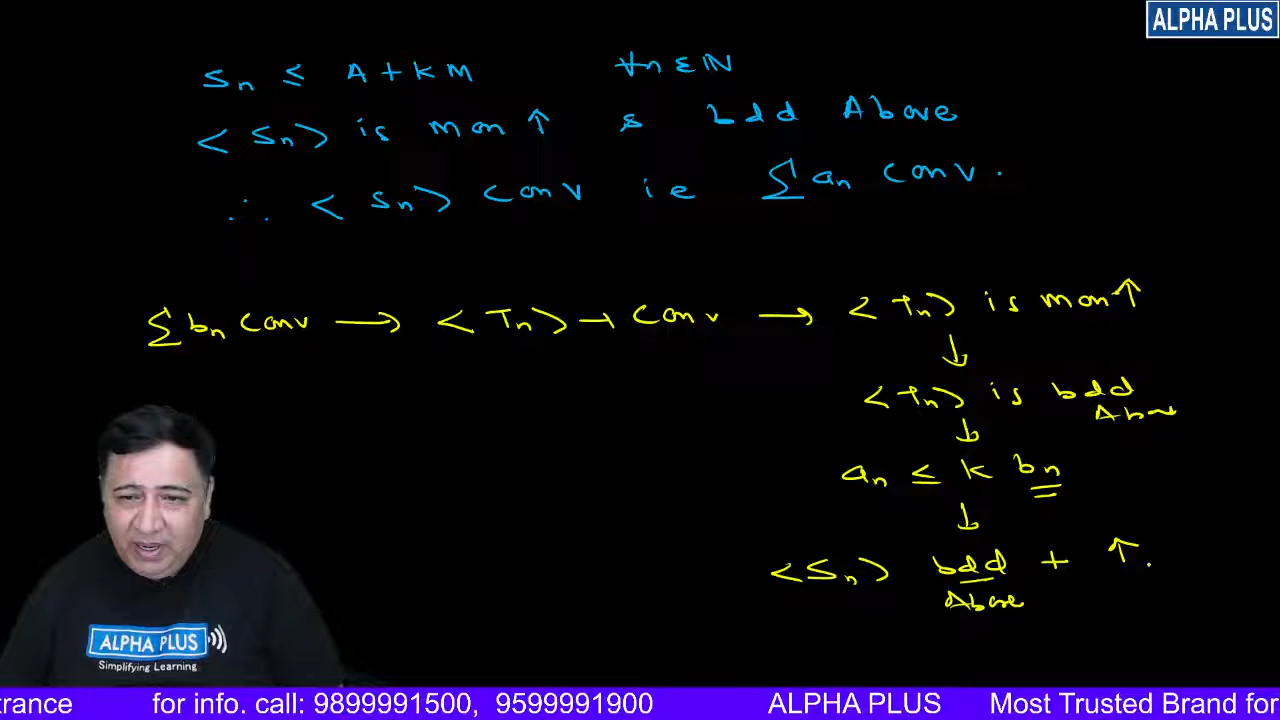 ALPHA PLUS
Sn ≤ A + K M ∀n ε ℕ
<Sn> is mon ↑ & bdd Above
∴ <Sn> conv ie Σan conv.
Σbn conv → <Tn> → conv → <Tn> is mon ↑
↓
<Tn> is bdd Above
↓
an ≤ k bn
↓
<Sn> bdd Above + ↑.
ALPHA PLUS
Simplifying Learning
trance for info. call: 9899991500, 9599991900 ALPHA PLUS Most Trusted Brand for